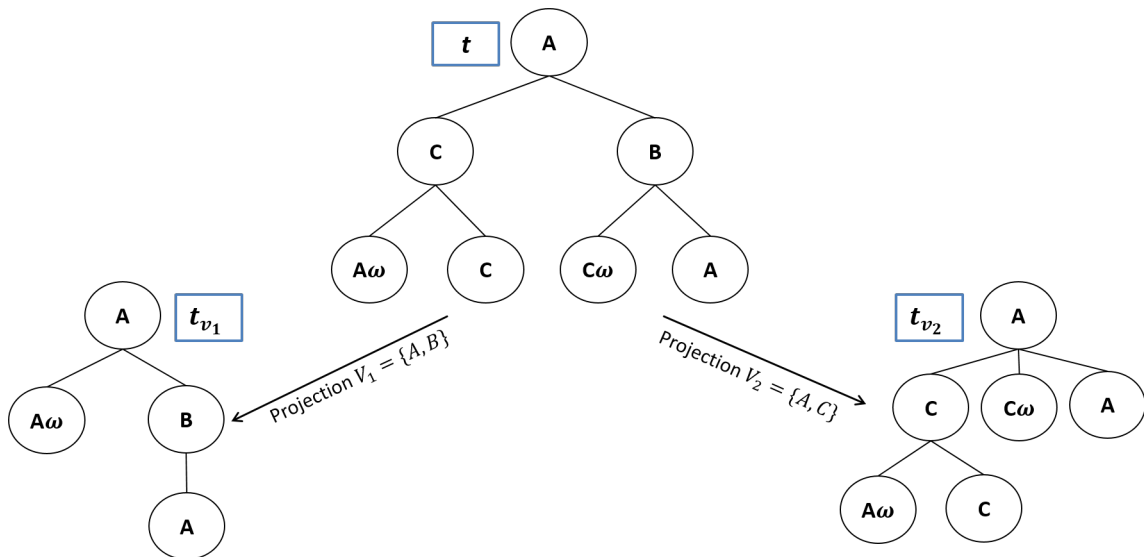 t
A
C
B
Aω
C
Cω
A
A
t_{v_1}
Projection V_1 = {A, B}
Projection V_2 = {A, C}
t_{v_2}
A
Aω
B
C
Cω
A
A
Aω
C